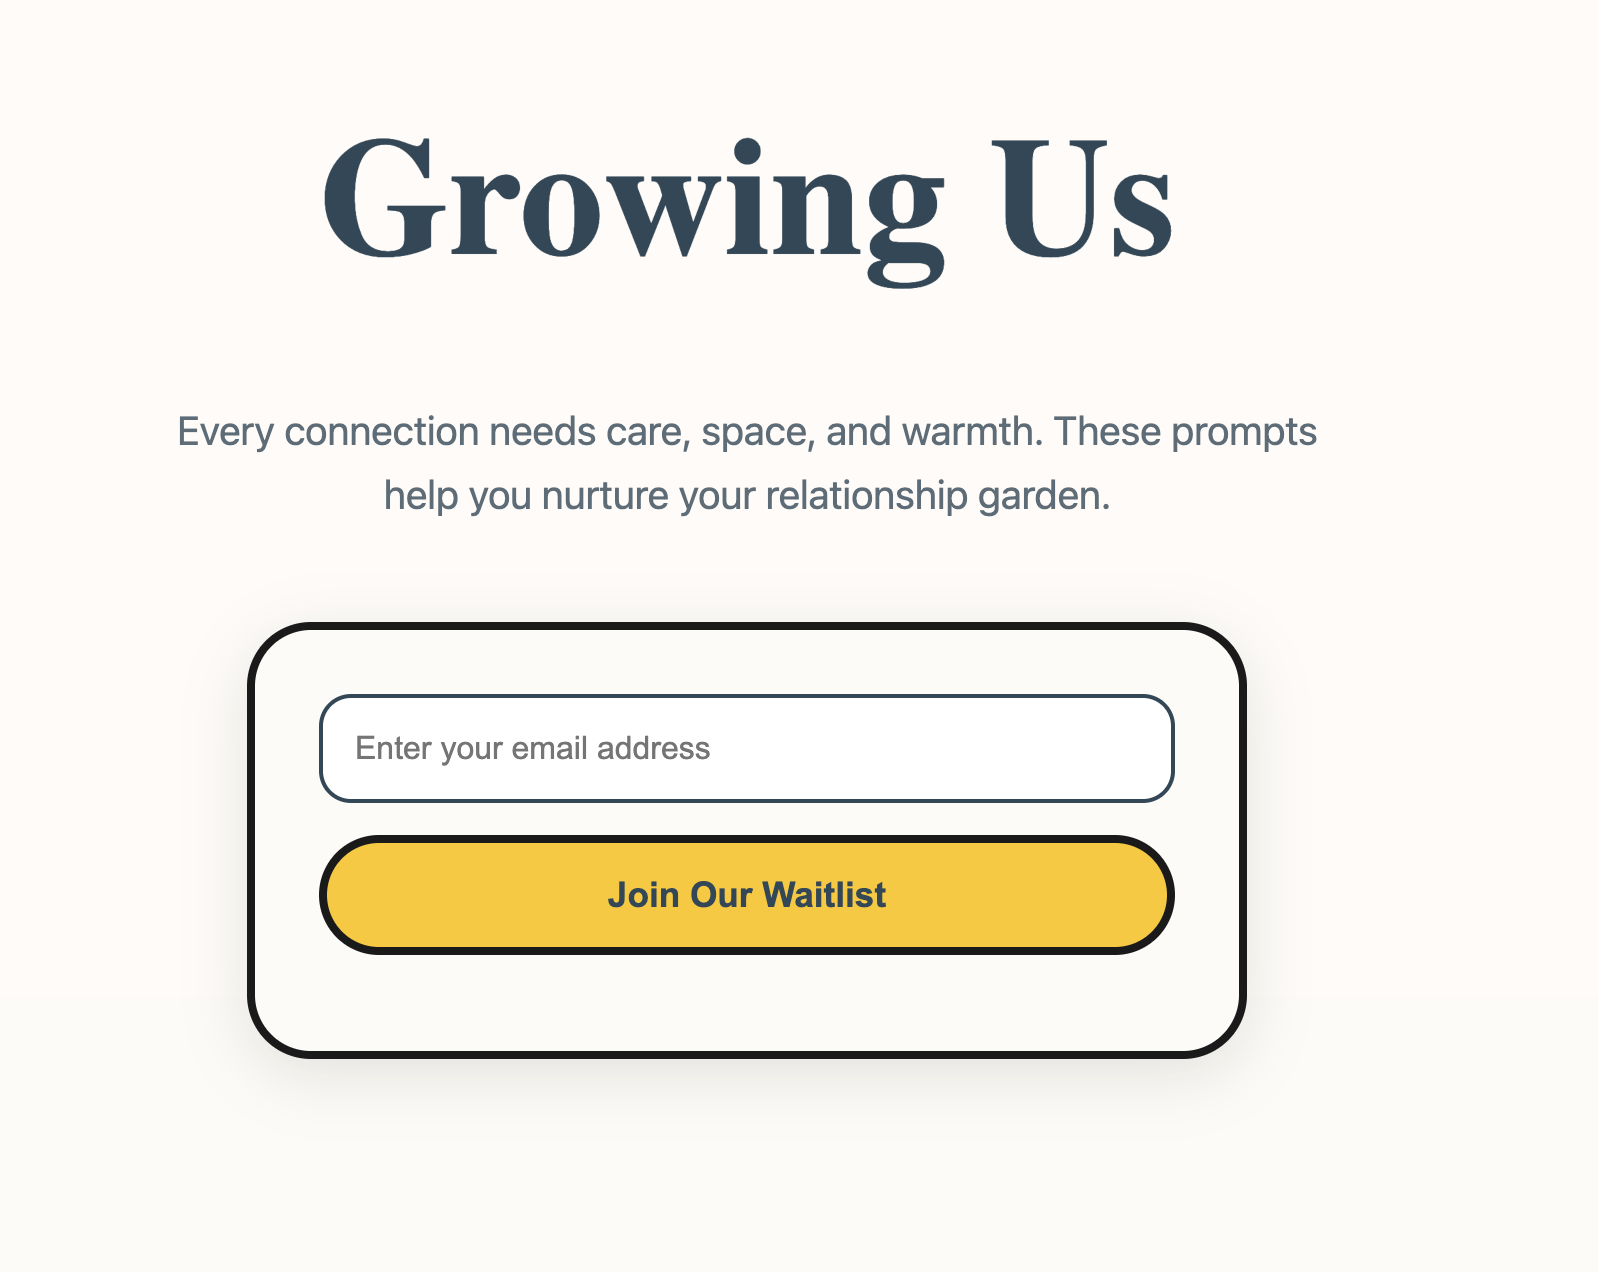 Growing Us
Every connection needs care, space, and warmth. These prompts
help you nurture your relationship garden.
Enter your email address
Join Our Waitlist